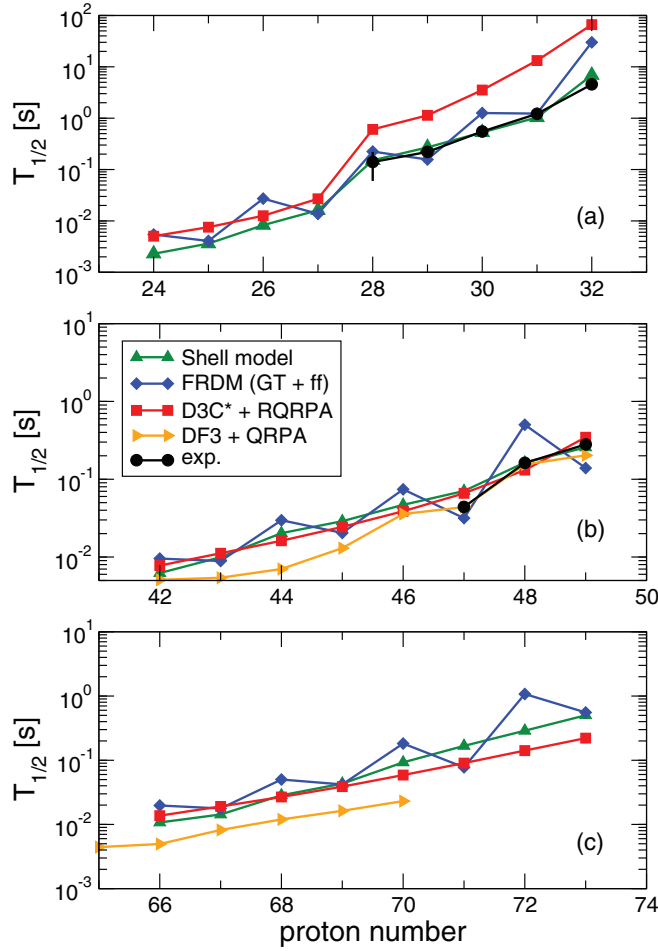 T1/2 [s]
10^2
10^1
10^0
10^-1
10^-2
10^-3
(a)
24 26 28 30 32
T1/2 [s]
10^1
10^0
10^-1
10^-2
Shell model
FRDM (GT + ff)
D3C* + RQRPA
DF3 + QRPA
exp.
(b)
42 44 46 48 50
T1/2 [s]
10^1
10^0
10^-1
10^-2
10^-3
(c)
66 68 70 72 74
proton number